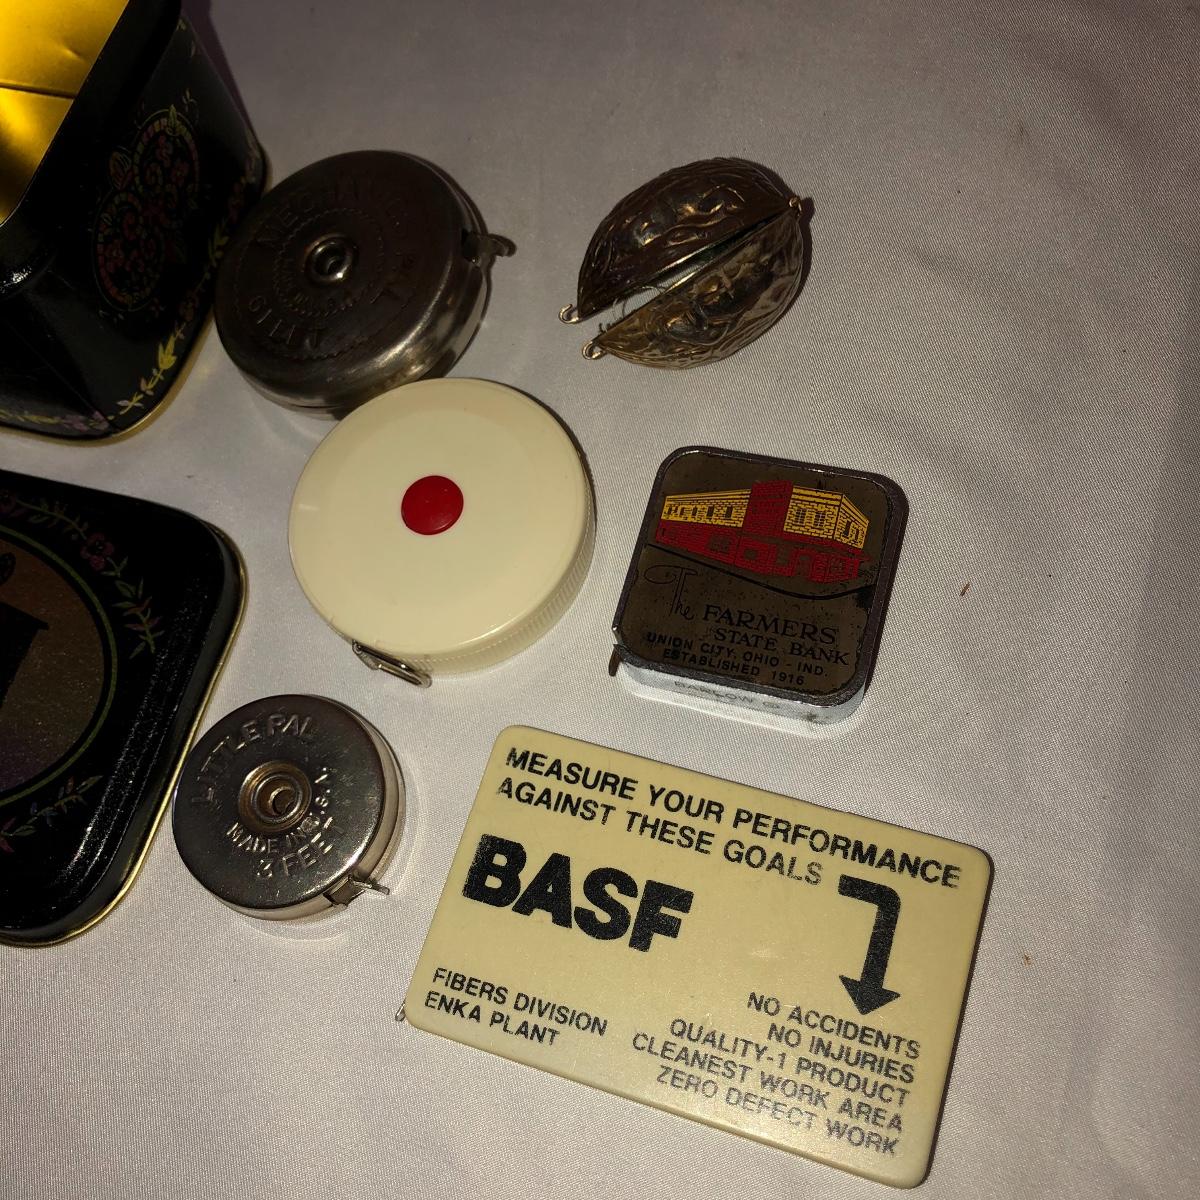 The FARMERS
STATE BANK
UNION CITY, OHIO - IND.
ESTABLISHED 1916
BARLOW ®
LITTLE PAL
MADE IN U.S.A.
3 FEET
MEASURE YOUR PERFORMANCE
AGAINST THESE GOALS
BASF
FIBERS DIVISION
ENKA PLANT
NO ACCIDENTS
NO INJURIES
QUALITY-1 PRODUCT
CLEANEST WORK AREA
ZERO DEFECT WORK